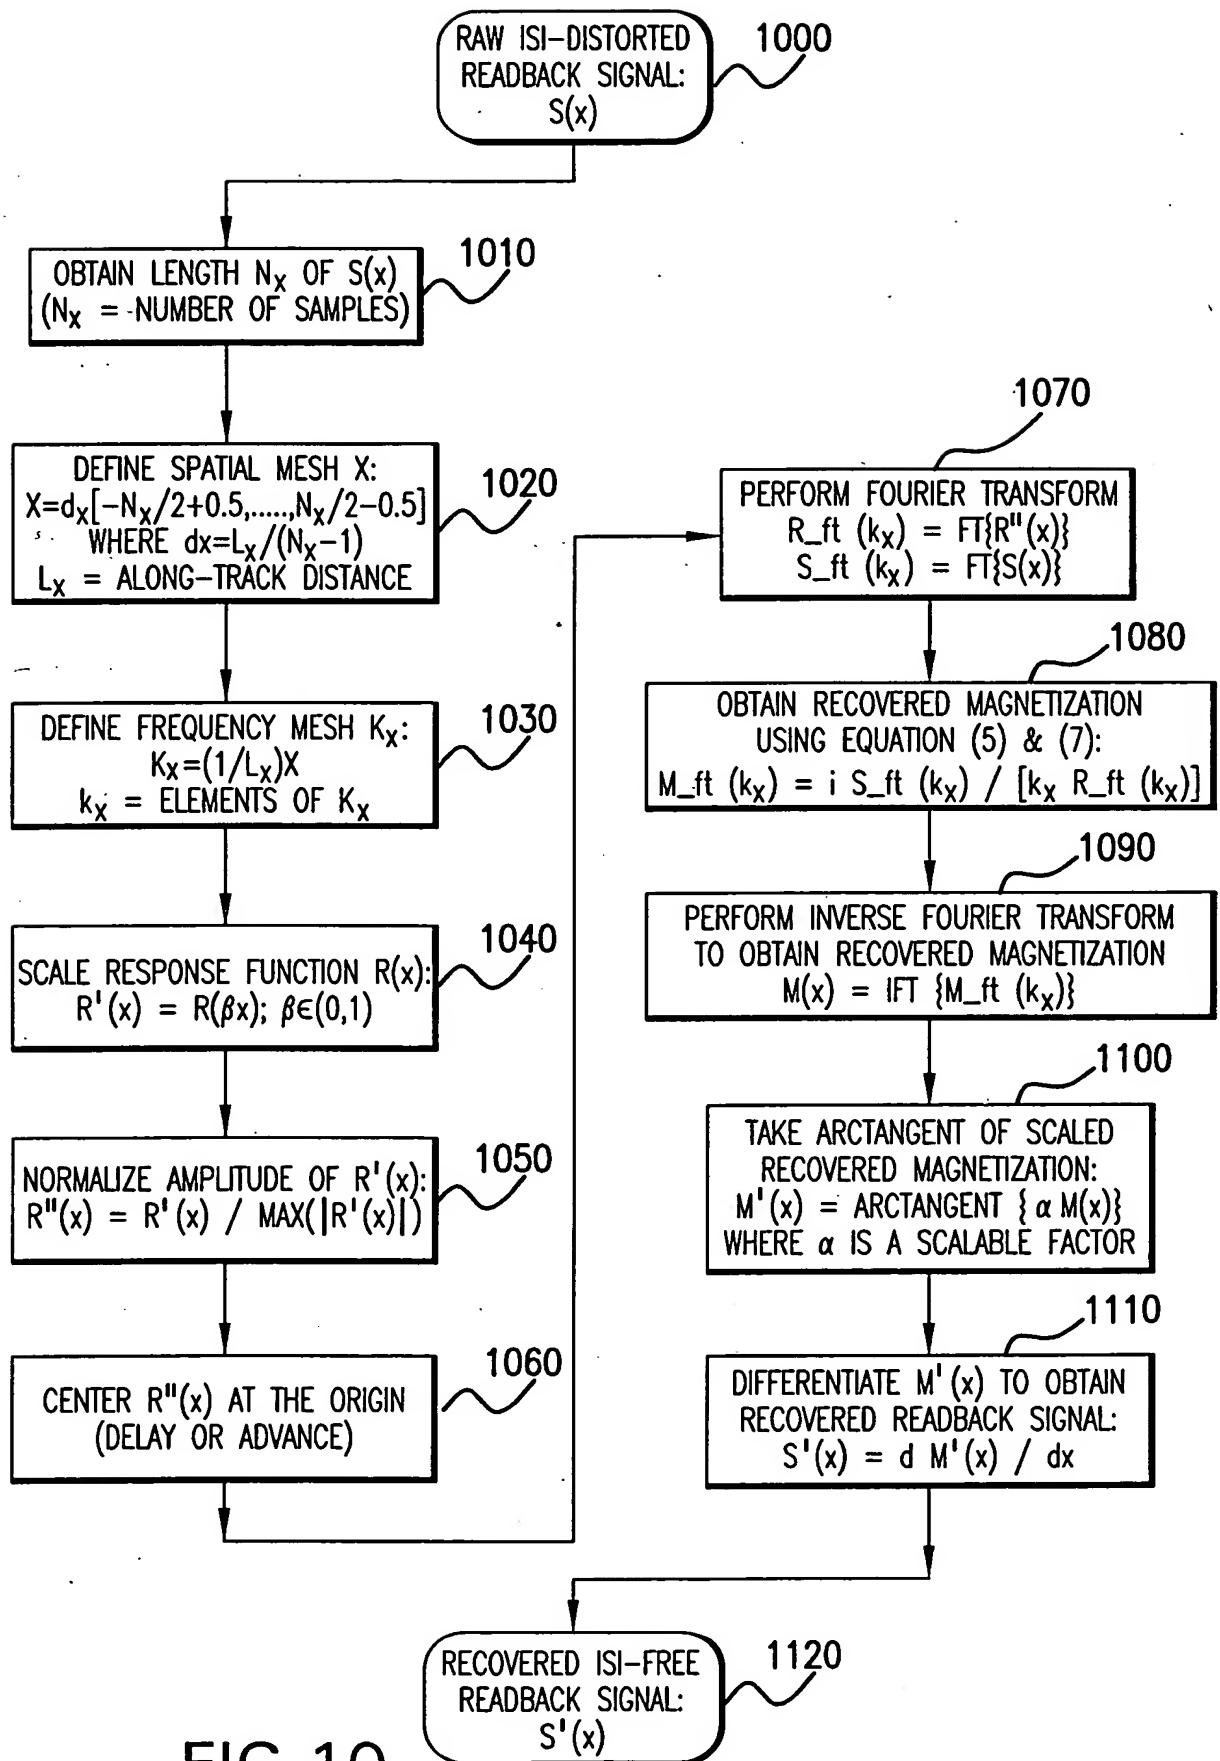 RAW ISI-DISTORTED
READBACK SIGNAL:
S(x)
1000
OBTAIN LENGTH Nx OF S(x)
(Nx = NUMBER OF SAMPLES)
1010
DEFINE SPATIAL MESH X:
X=dx[-Nx/2+0.5,.....,Nx/2-0.5]
WHERE dx=Lx/(Nx-1)
Lx = ALONG-TRACK DISTANCE
1020
DEFINE FREQUENCY MESH Kx:
Kx=(1/Lx)X
kx = ELEMENTS OF Kx
1030
SCALE RESPONSE FUNCTION R(x):
R'(x) = R(βx); β∈(0,1)
1040
NORMALIZE AMPLITUDE OF R'(x):
R"(x) = R'(x) / MAX(|R'(x)|)
1050
CENTER R"(x) AT THE ORIGIN
(DELAY OR ADVANCE)
1060
1070
PERFORM FOURIER TRANSFORM
R_ft (kx) = FT{R"(x)}
S_ft (kx) = FT{S(x)}
1080
OBTAIN RECOVERED MAGNETIZATION
USING EQUATION (5) & (7):
M_ft (kx) = i S_ft (kx) / [kx R_ft (kx)]
1090
PERFORM INVERSE FOURIER TRANSFORM
TO OBTAIN RECOVERED MAGNETIZATION
M(x) = IFT {M_ft (kx)}
1100
TAKE ARCTANGENT OF SCALED
RECOVERED MAGNETIZATION:
M'(x) = ARCTANGENT { α M(x)}
WHERE α IS A SCALABLE FACTOR
1110
DIFFERENTIATE M'(x) TO OBTAIN
RECOVERED READBACK SIGNAL:
S'(x) = d M'(x) / dx
RECOVERED ISI-FREE
READBACK SIGNAL:
S'(x)
1120
FIG. 10